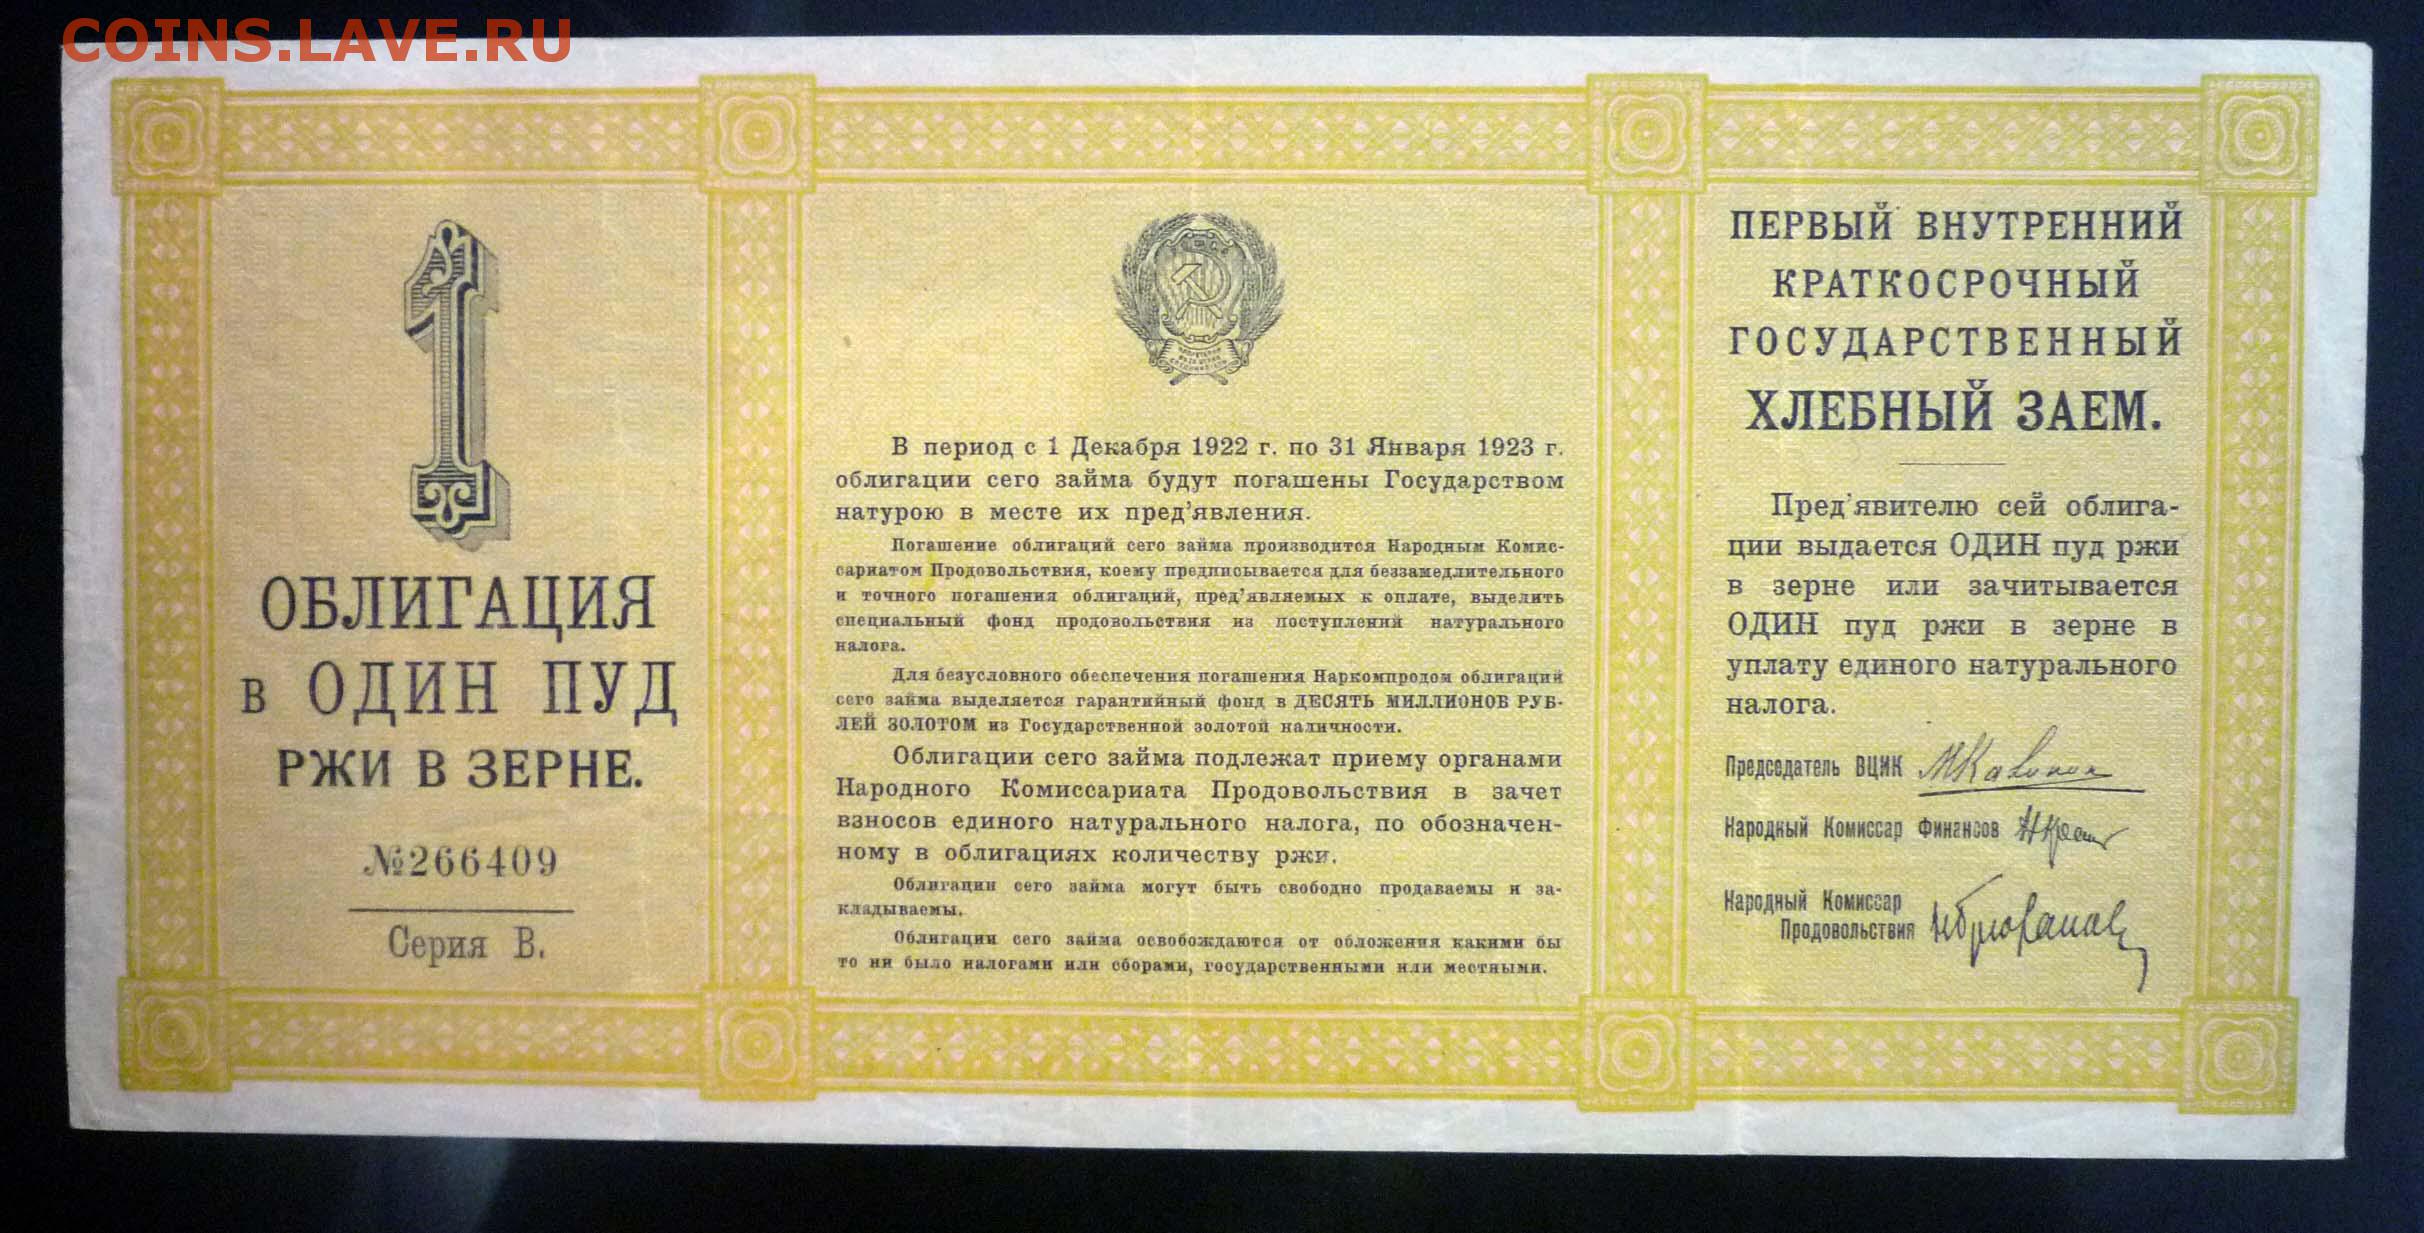 COINS.LAVE.RU
1
ОБЛИГАЦИЯ
в ОДИН ПУД
РЖИ В ЗЕРНЕ.
№266409
Серия В.
В период с 1 Декабря 1922 г. по 31 Января 1923 г.
облигации сего займа будут погашены Государством
натурою в месте их пред'явления.
Погашение облигаций сего займа производится Народным Комис-
сариатом Продовольствия, коему предписывается для беззамедлительного
и точного погашения облигаций, пред'являемых к оплате, выделить
специальный фонд продовольствия из поступлений натурального
налога.
Для безусловного обеспечения погашения Наркомпродом облигаций
сего займа выделяется гарантийный фонд в ДЕСЯТЬ МИЛЛИОНОВ РУБ-
ЛЕЙ ЗОЛОТОМ из Государственной золотой наличности.
Облигации сего займа подлежат приему органами
Народного Комиссариата Продовольствия в зачет
взносов единого натурального налога, по обозначен-
ному в облигациях количеству ржи.
Облигации сего займа могут быть свободно продаваемы и за-
кладываемы.
Облигации сего займа освобождаются от обложения какими бы
то ни было налогами или сборами, государственными или местными.
ПЕРВЫЙ ВНУТРЕННИЙ
КРАТКОСРОЧНЫЙ
ГОСУДАРСТВЕННЫЙ
ХЛЕБНЫЙ ЗАЕМ.
Пред'явителю сей облига-
ции выдается ОДИН пуд ржи
в зерне или зачитывается
ОДИН пуд ржи в зерне в
уплату единого натурального
налога.
Председатель ВЦИК
Народный Комиссар Финансов
Народный Комиссар
Продовольствия